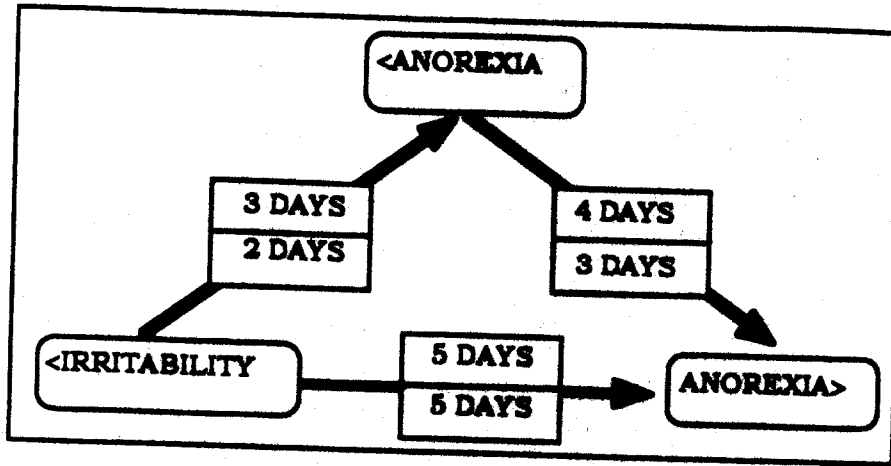 <ANOREXIA
3 DAYS
2 DAYS
4 DAYS
3 DAYS
<IRRITABILITY
5 DAYS
5 DAYS
ANOREXIA>